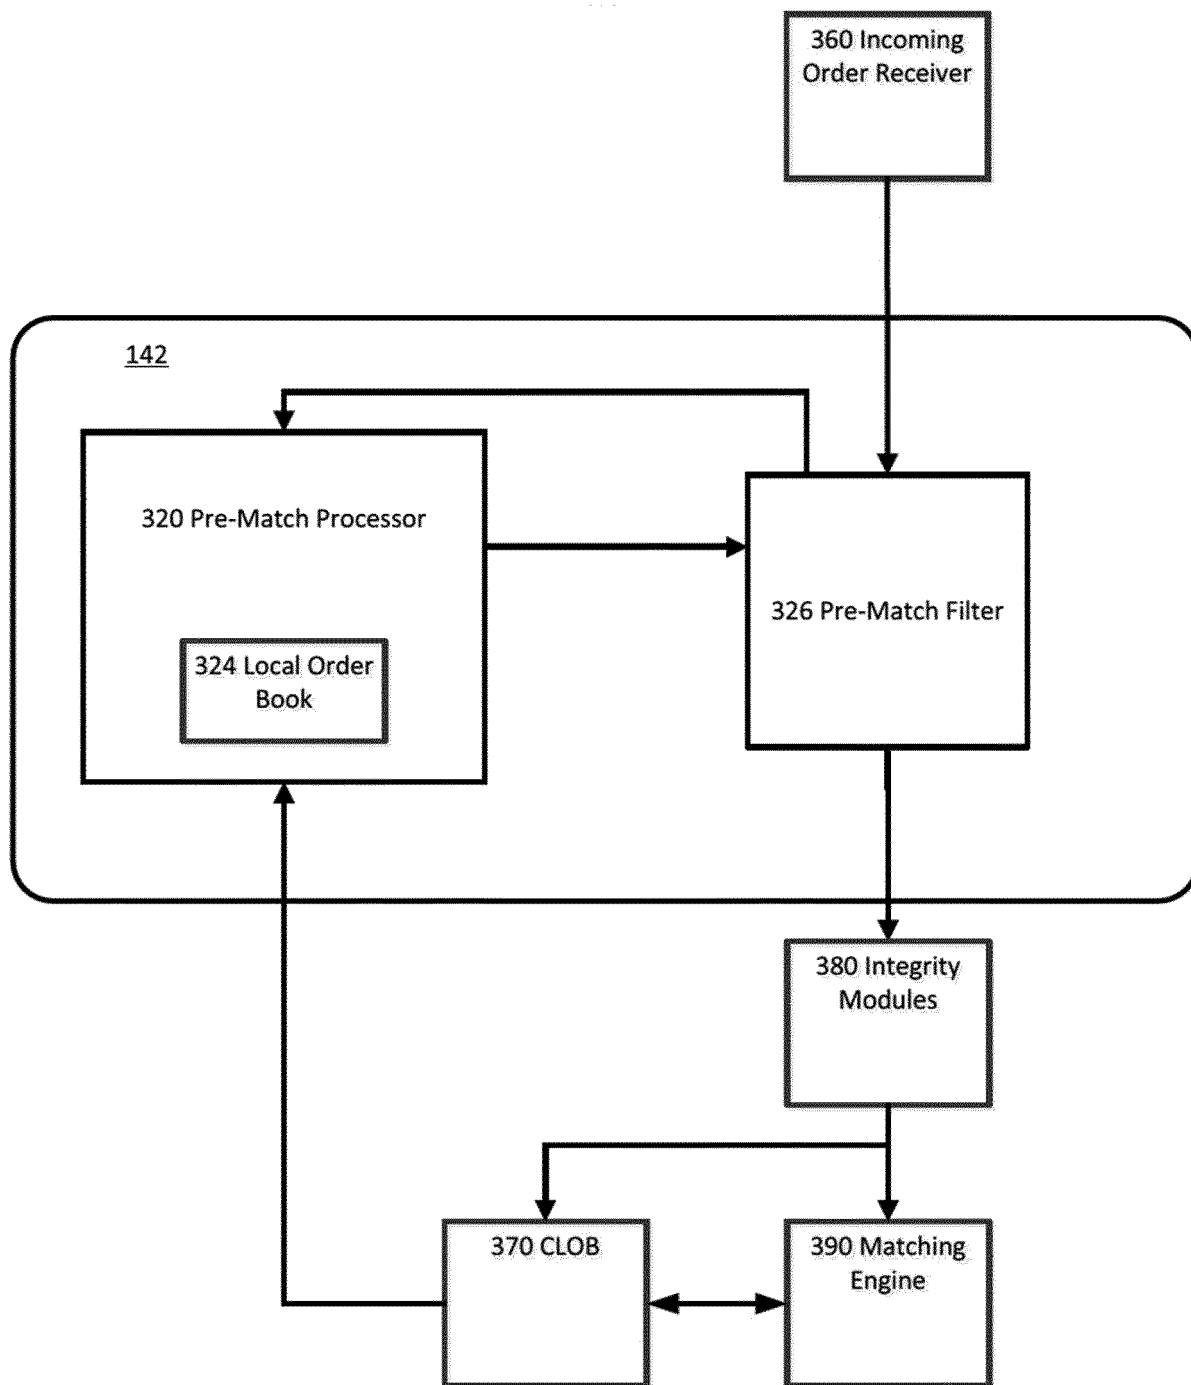 360 Incoming
Order Receiver
142
320 Pre-Match Processor
326 Pre-Match Filter
324 Local Order
Book
380 Integrity
Modules
370 CLOB
390 Matching
Engine